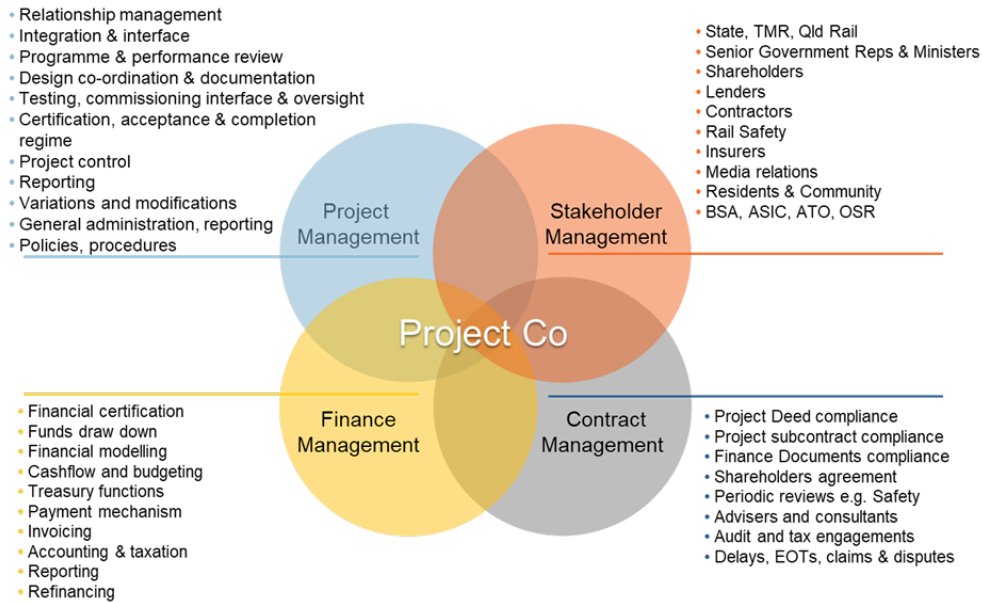 • Relationship management
• Integration & interface
• Programme & performance review
• Design co-ordination & documentation
• Testing, commissioning interface & oversight
• Certification, acceptance & completion
regime
• Project control
• Reporting
• Variations and modifications
• General administration, reporting
• Policies, procedures
• State, TMR, Qld Rail
• Senior Government Reps & Ministers
• Shareholders
• Lenders
• Contractors
• Rail Safety
• Insurers
• Media relations
• Residents & Community
• BSA, ASIC, ATO, OSR
Project
Management
Stakeholder
Management
Project Co
Finance
Management
Contract
Management
• Financial certification
• Funds draw down
• Financial modelling
• Cashflow and budgeting
• Treasury functions
• Payment mechanism
• Invoicing
• Accounting & taxation
• Reporting
• Refinancing
• Project Deed compliance
• Project subcontract compliance
• Finance Documents compliance
• Shareholders agreement
• Periodic reviews e.g. Safety
• Advisers and consultants
• Audit and tax engagements
• Delays, EOTs, claims & disputes